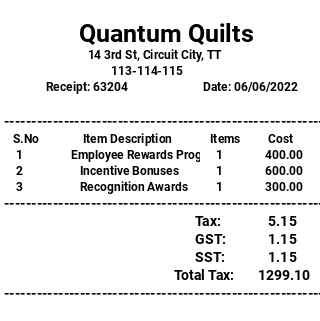 Quantum Quilts
14 3rd St, Circuit City, TT
113-114-115
Receipt: 63204 Date: 06/06/2022
S.No Item Description Items Cost
1 Employee Rewards Prog 1 400.00
2 Incentive Bonuses 1 600.00
3 Recognition Awards 1 300.00
Tax: 5.15
GST: 1.15
SST: 1.15
Total Tax: 1299.10